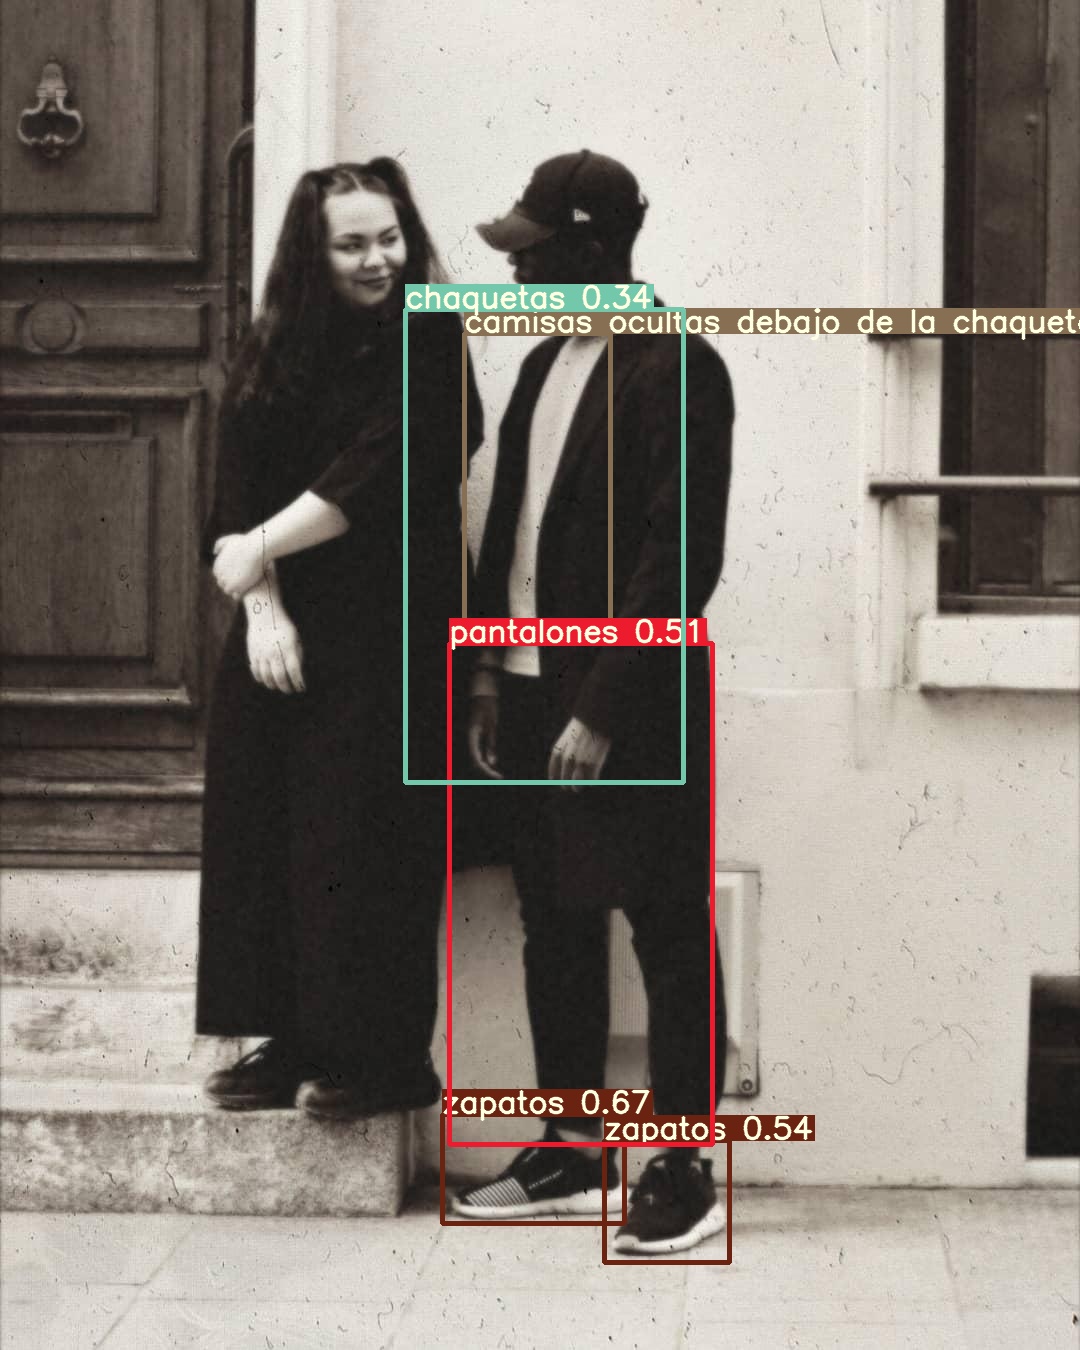 chaquetas 0.34
camisas ocultas debajo de la chaquet
pantalones 0.51
zapatos 0.67
zapatos 0.54